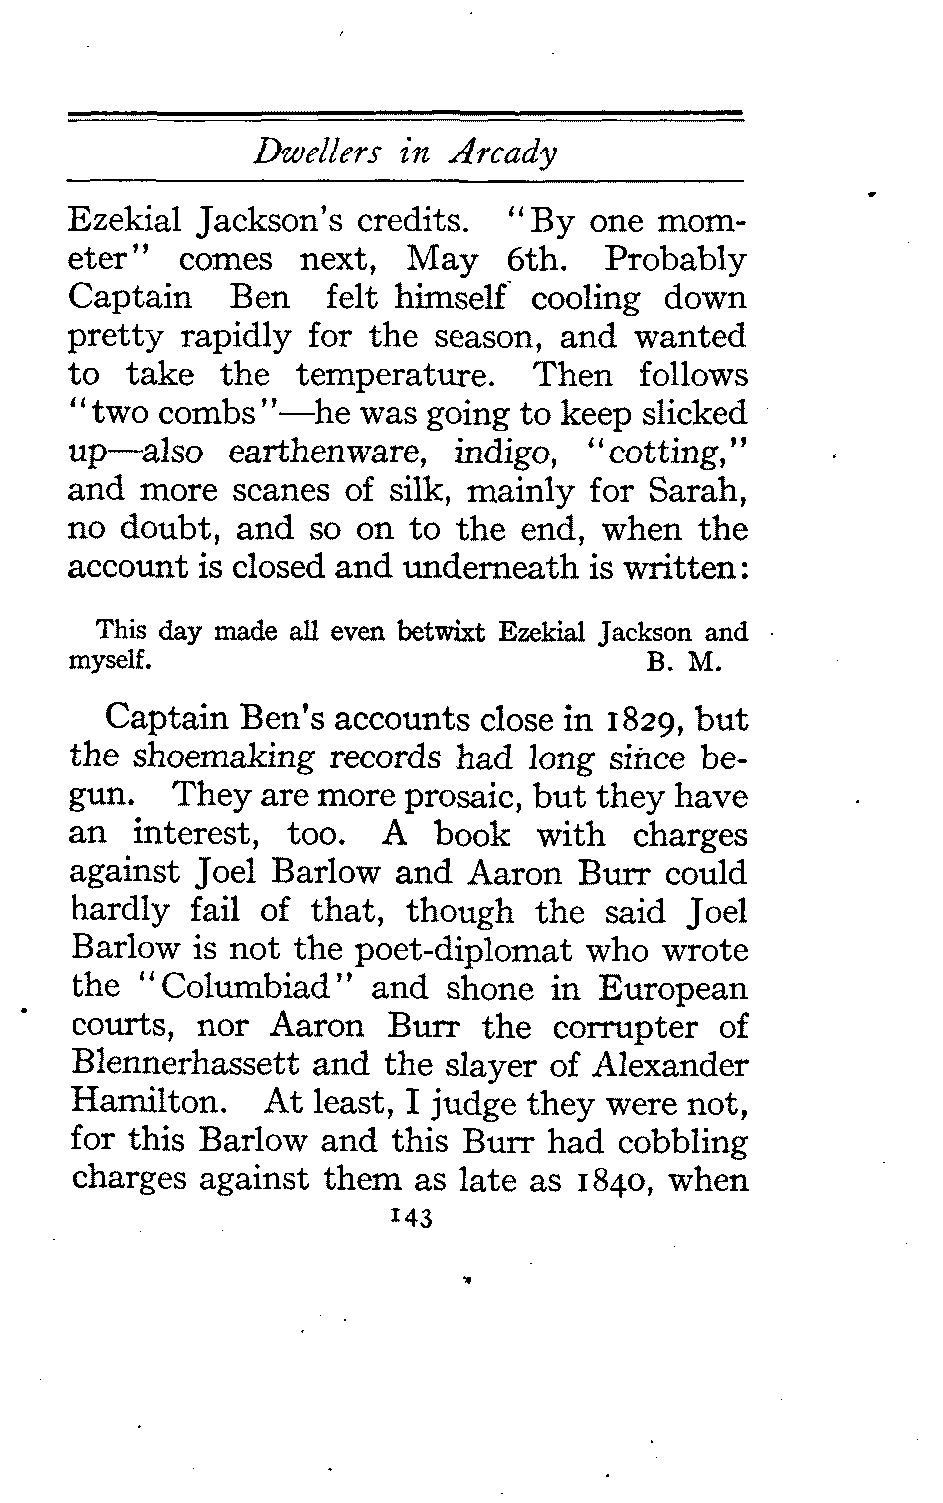 Dwellers in Arcady
Ezekial Jackson's credits. "By one mom-
eter" comes next, May 6th. Probably
Captain Ben felt himself cooling down
pretty rapidly for the season, and wanted
to take the temperature. Then follows
"two combs"—he was going to keep slicked
up—also earthenware, indigo, "cotting,"
and more scanes of silk, mainly for Sarah,
no doubt, and so on to the end, when the
account is closed and underneath is written:
This day made all even betwixt Ezekial Jackson and
myself. B. M.
Captain Ben's accounts close in 1829, but
the shoemaking records had long since be-
gun. They are more prosaic, but they have
an interest, too. A book with charges
against Joel Barlow and Aaron Burr could
hardly fail of that, though the said Joel
Barlow is not the poet-diplomat who wrote
the "Columbiad" and shone in European
courts, nor Aaron Burr the corrupter of
Blennerhassett and the slayer of Alexander
Hamilton. At least, I judge they were not,
for this Barlow and this Burr had cobbling
charges against them as late as 1840, when
143